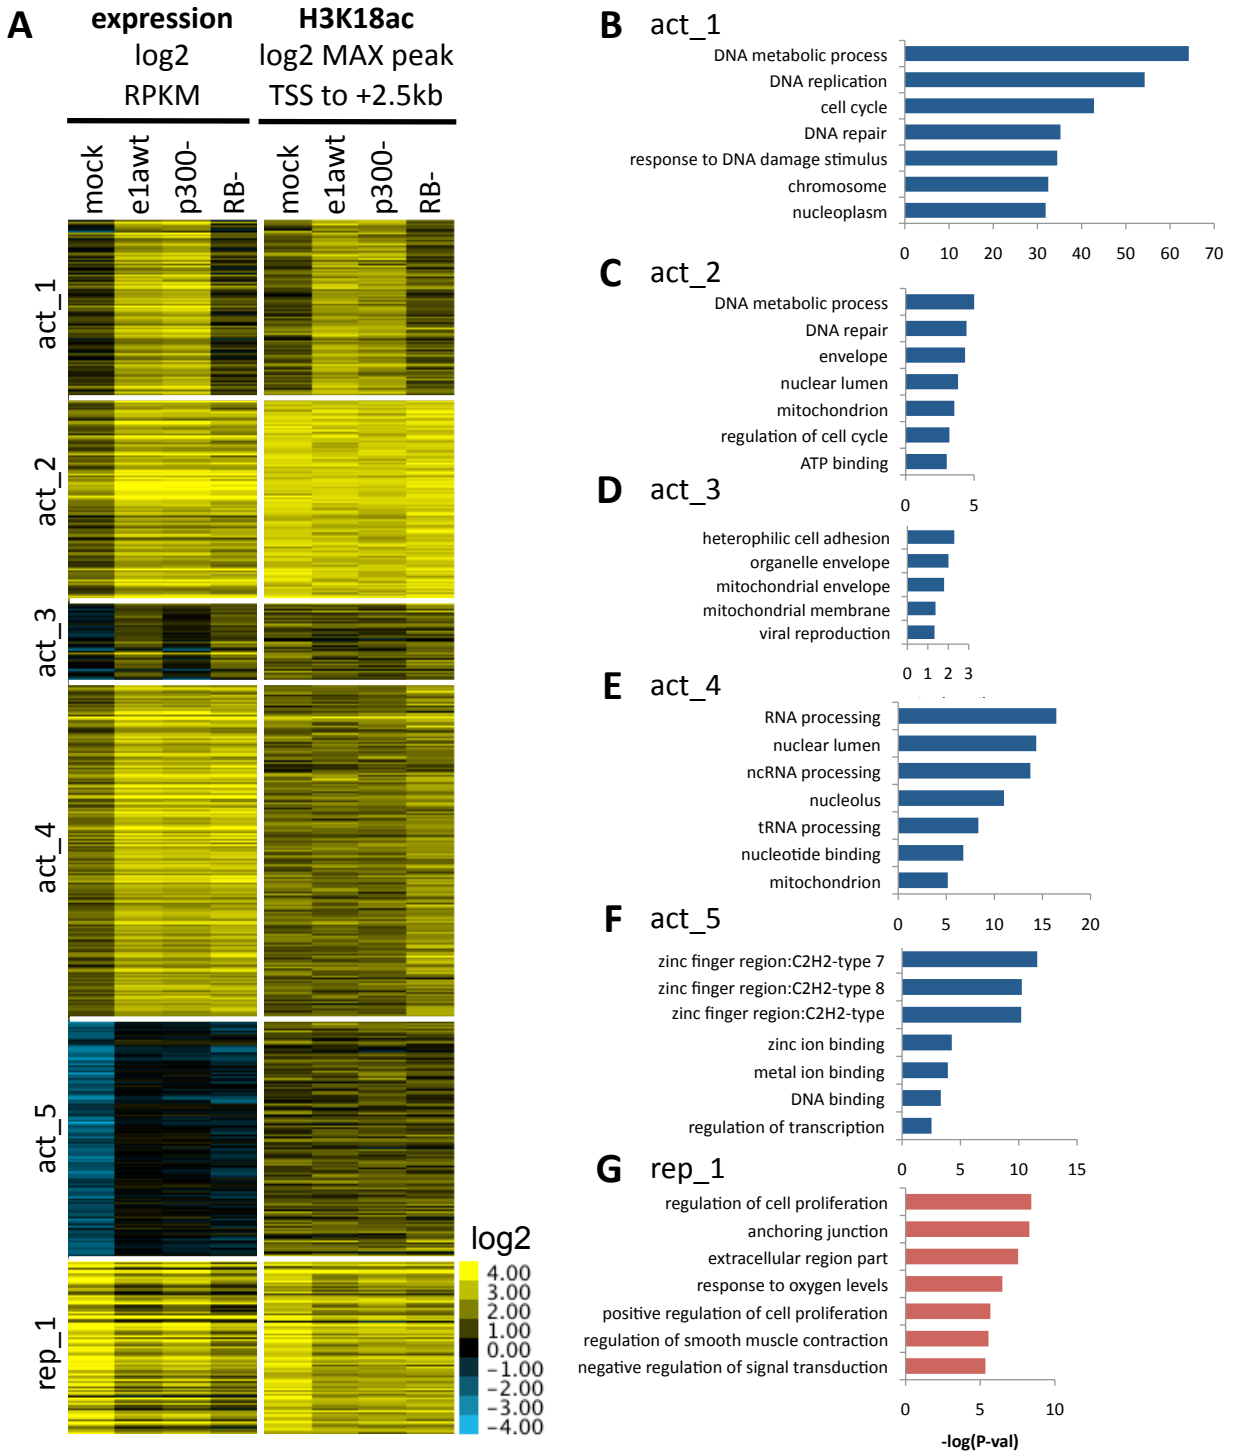 A
expression
log2
RPKM
H3K18ac
log2 MAX peak
TSS to +2.5kb
mock
e1awt
p300-
RB-
mock
e1awt
p300-
RB-
act_1
act_2
act_3
act_4
act_5
rep_1
log2
4.00
3.00
2.00
1.00
0.00
−1.00
−2.00
−3.00
−4.00
B act_1
DNA metabolic process
DNA replication
cell cycle
DNA repair
response to DNA damage stimulus
chromosome
nucleoplasm
0 10 20 30 40 50 60 70
C act_2
DNA metabolic process
DNA repair
envelope
nuclear lumen
mitochondrion
regulation of cell cycle
ATP binding
0 5
D act_3
heterophilic cell adhesion
organelle envelope
mitochondrial envelope
mitochondrial membrane
viral reproduction
0 1 2 3
E act_4
RNA processing
nuclear lumen
ncRNA processing
nucleolus
tRNA processing
nucleotide binding
mitochondrion
0 5 10 15 20
F act_5
zinc finger region:C2H2-type 7
zinc finger region:C2H2-type 8
zinc finger region:C2H2-type
zinc ion binding
metal ion binding
DNA binding
regulation of transcription
0 5 10 15
G rep_1
regulation of cell proliferation
anchoring junction
extracellular region part
response to oxygen levels
positive regulation of cell proliferation
regulation of smooth muscle contraction
negative regulation of signal transduction
0 5 10
-log(P-val)